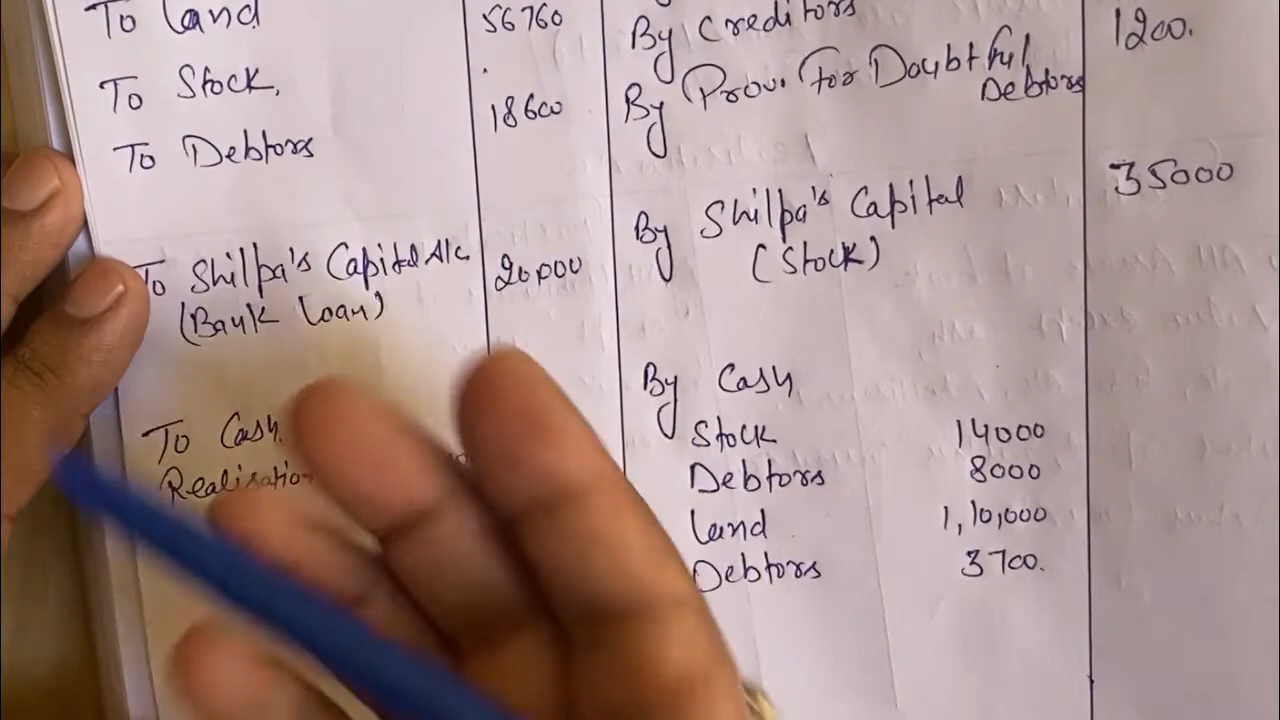 To Land 56760
To Stock.
18600
To Debtors
To Shilpa's Capital A/c 20,000
(Bank Loan)
To Cash.
Realisation
By Creditors
1200.
By Prov. For Doubtful
Debtors
By Shilpa's Capital 35000
(Stock)
By Cash
Stock 14000
Debtors 8000
Land 1,10,000
Debtors 3700.